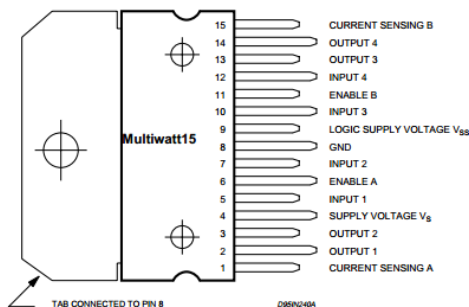 15 CURRENT SENSING B
14 OUTPUT 4
13 OUTPUT 3
12 INPUT 4
11 ENABLE B
10 INPUT 3
Multiwatt15
9 LOGIC SUPPLY VOLTAGE VSS
8 GND
7 INPUT 2
6 ENABLE A
5 INPUT 1
4 SUPPLY VOLTAGE VS
3 OUTPUT 2
2 OUTPUT 1
1 CURRENT SENSING A
TAB CONNECTED TO PIN 8
D95IN240A